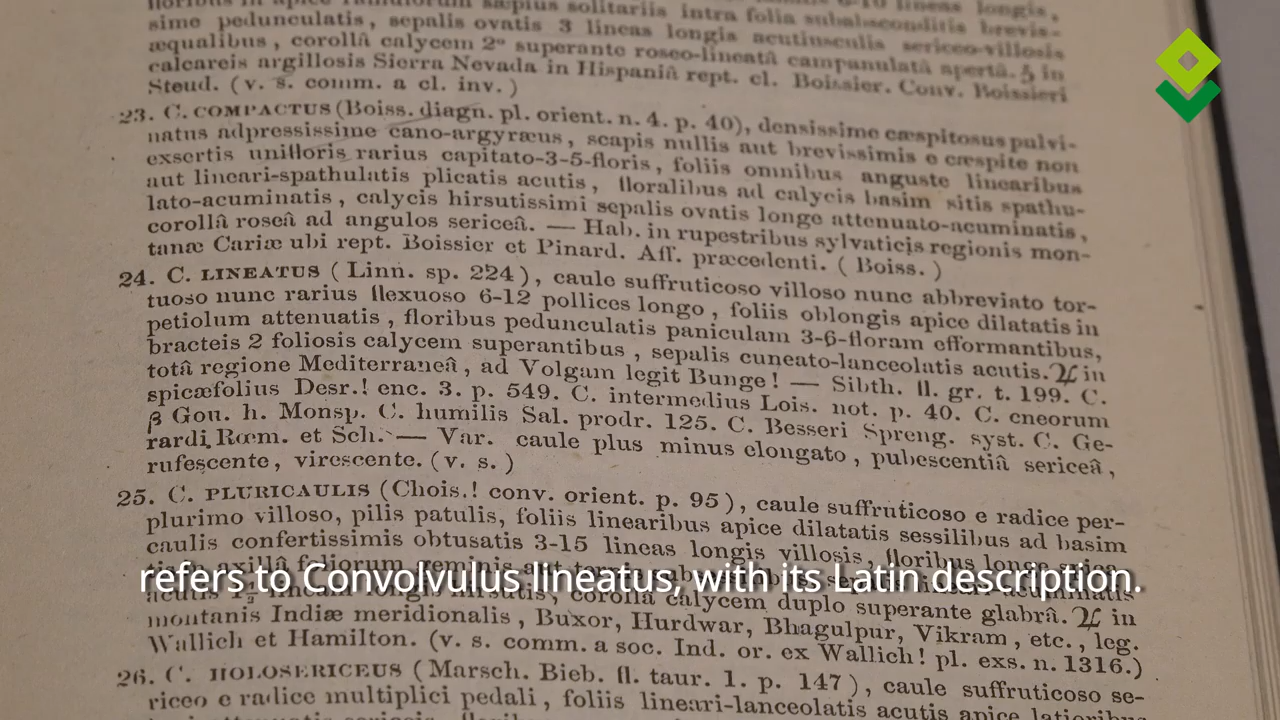 floribus in apice ramulorum sæpius solitariis intra folia subabsconditis brevis-
sime pedunculatis, sepalis ovatis 3 lineas longis acutiusculis sericeo-villosis
æqualibus, corollâ calycem 2º superante roseo-lineatâ campanulatâ apertâ. ♄ in
calcareis argillosis Sierra Nevada in Hispaniâ rept. cl. Boissier. Conv. Boissieri
Steud. (v. s. comm. a cl. inv.)
23. C. COMPACTUS (Boiss. diagn. pl. orient. n. 4. p. 40), densissime cæspitosus pulvi-
natus adpressissime cano-argyræus, scapis nullis aut brevissimis e cæspite non
exsertis unifloris rarius capitato-3-5-floris, foliis omnibus anguste linearibus
aut lineari-spathulatis plicatis acutis, floralibus ad calycis basim sitis spathu-
lato-acuminatis, calycis hirsutissimi sepalis ovatis longe attenuato-acuminatis,
corollâ roseâ ad angulos sericeâ. — Hab. in rupestribus sylvaticis regionis mon-
tanæ Cariæ ubi rept. Boissier et Pinard. Aff. præcedenti. (Boiss.)
24. C. LINEATUS (Linn. sp. 224), caule suffruticoso villoso nunc abbreviato tor-
tuoso nunc rarius flexuoso 6-12 pollices longo, foliis oblongis apice dilatatis in
petiolum attenuatis, floribus pedunculatis paniculam 3-6-floram efformantibus,
bracteis 2 foliosis calycem superantibus, sepalis cuneato-lanceolatis acutis. ♃ in
totâ regione Mediterraneâ, ad Volgam legit Bunge! — Sibth. fl. gr. t. 199. C.
spicæfolius Desr.! enc. 3. p. 549. C. intermedius Lois. not. p. 40. C. cneorum
β Gou. h. Monsp. C. humilis Sal. prodr. 125. C. Besseri Spreng. syst. C. Ge-
rardi Rœm. et Sch. — Var. caule plus minus elongato, pubescentiâ sericeâ,
rufescente, virescente. (v. s.)
25. C. PLURICAULIS (Chois.! conv. orient. p. 95), caule suffruticoso e radice per-
plurimo villoso, pilis patulis, foliis linearibus apice dilatatis sessilibus ad basim
caulis confertissimis obtusatis 3-15 lineas longis villosis, floribus longe
axillâ foliorum geminis aut
refers to Convolvulus lineatus, with its Latin description.
corollâ calycem duplo superante glabrâ. ♃ in
montanis Indiæ meridionalis, Buxor, Hurdwar, Bhagulpur, Vikram, etc., leg.
Wallich et Hamilton. (v. s. comm. a soc. Ind. or. ex Wallich! pl. exs. n. 1316.)
26. C. HOLOSERICEUS (Marsch. Bieb. fl. taur. 1. p. 147), caule suffruticoso se-
riceo e radice multiplici pedali, foliis lineari-lanceolatis acutis apice latioribus